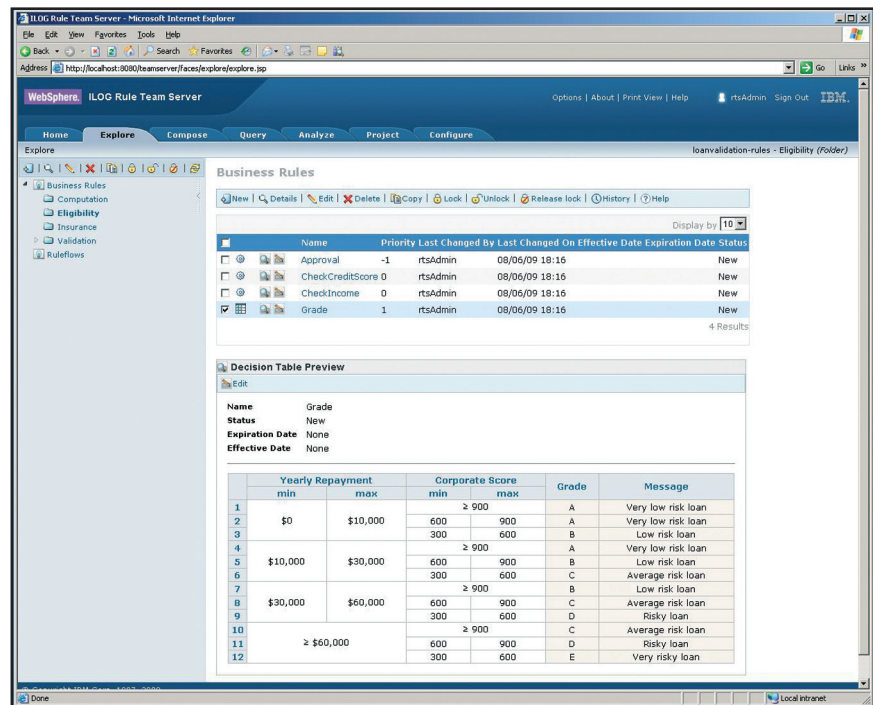 ILOG Rule Team Server - Microsoft Internet Explorer
File Edit View Favorites Tools Help
Back Search Favorites
Address http://localhost:8080/teamserver/faces/explore/explore.jsp Go Links »
WebSphere. ILOG Rule Team Server Options | About | Print View | Help rtsAdmin Sign Out IBM.
Home Explore Compose Query Analyze Project Configure
Explore loanvalidation-rules - Eligibility (Folder)
Business Rules
Computation
Eligibility
Insurance
Validation
Ruleflows
Business Rules
New | Details | Edit | Delete | Copy | Lock | Unlock | Release lock | History | Help
Display by 10
Name Priority Last Changed By Last Changed On Effective Date Expiration Date Status
Approval -1 rtsAdmin 08/06/09 18:16 New
CheckCreditScore 0 rtsAdmin 08/06/09 18:16 New
CheckIncome 0 rtsAdmin 08/06/09 18:16 New
Grade 1 rtsAdmin 08/06/09 18:16 New
4 Results
Decision Table Preview
Edit
Name Grade
Status New
Expiration Date None
Effective Date None
Yearly Repayment Corporate Score Grade Message
min max min max
1 $0 $10,000 ≥ 900 A Very low risk loan
2 600 900 A Very low risk loan
3 300 600 B Low risk loan
4 $10,000 $30,000 ≥ 900 A Very low risk loan
5 600 900 B Low risk loan
6 300 600 C Average risk loan
7 $30,000 $60,000 ≥ 900 B Low risk loan
8 600 900 C Average risk loan
9 300 600 D Risky loan
10 ≥ $60,000 ≥ 900 C Average risk loan
11 600 900 D Risky loan
12 300 600 E Very risky loan
Done Local intranet